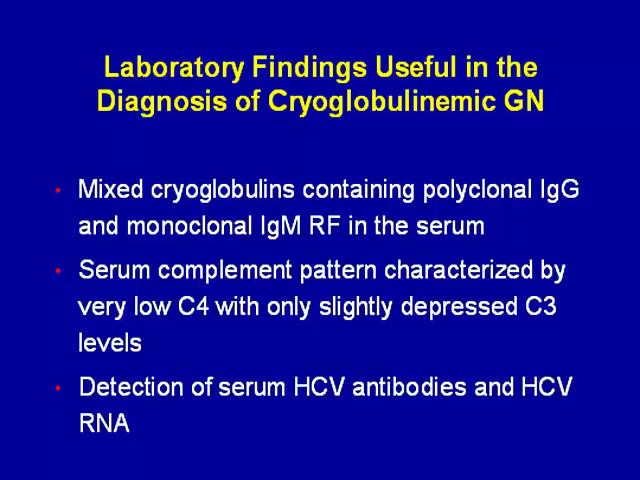 Laboratory Findings Useful in the
Diagnosis of Cryoglobulinemic GN
• Mixed cryoglobulins containing polyclonal IgG
and monoclonal IgM RF in the serum
• Serum complement pattern characterized by
very low C4 with only slightly depressed C3
levels
• Detection of serum HCV antibodies and HCV
RNA